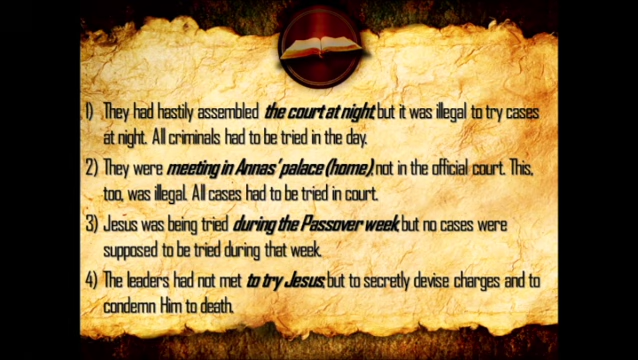 1) They had hastily assembled the court at night, but it was illegal to try cases
at night. All criminals had to be tried in the day.
2) They were meeting in Annas' palace (home), not in the official court. This,
too, was illegal. All cases had to be tried in court.
3) Jesus was being tried during the Passover week, but no cases were
supposed to be tried during that week.
4) The leaders had not met to try Jesus, but to secretly devise charges and to
condemn Him to death.